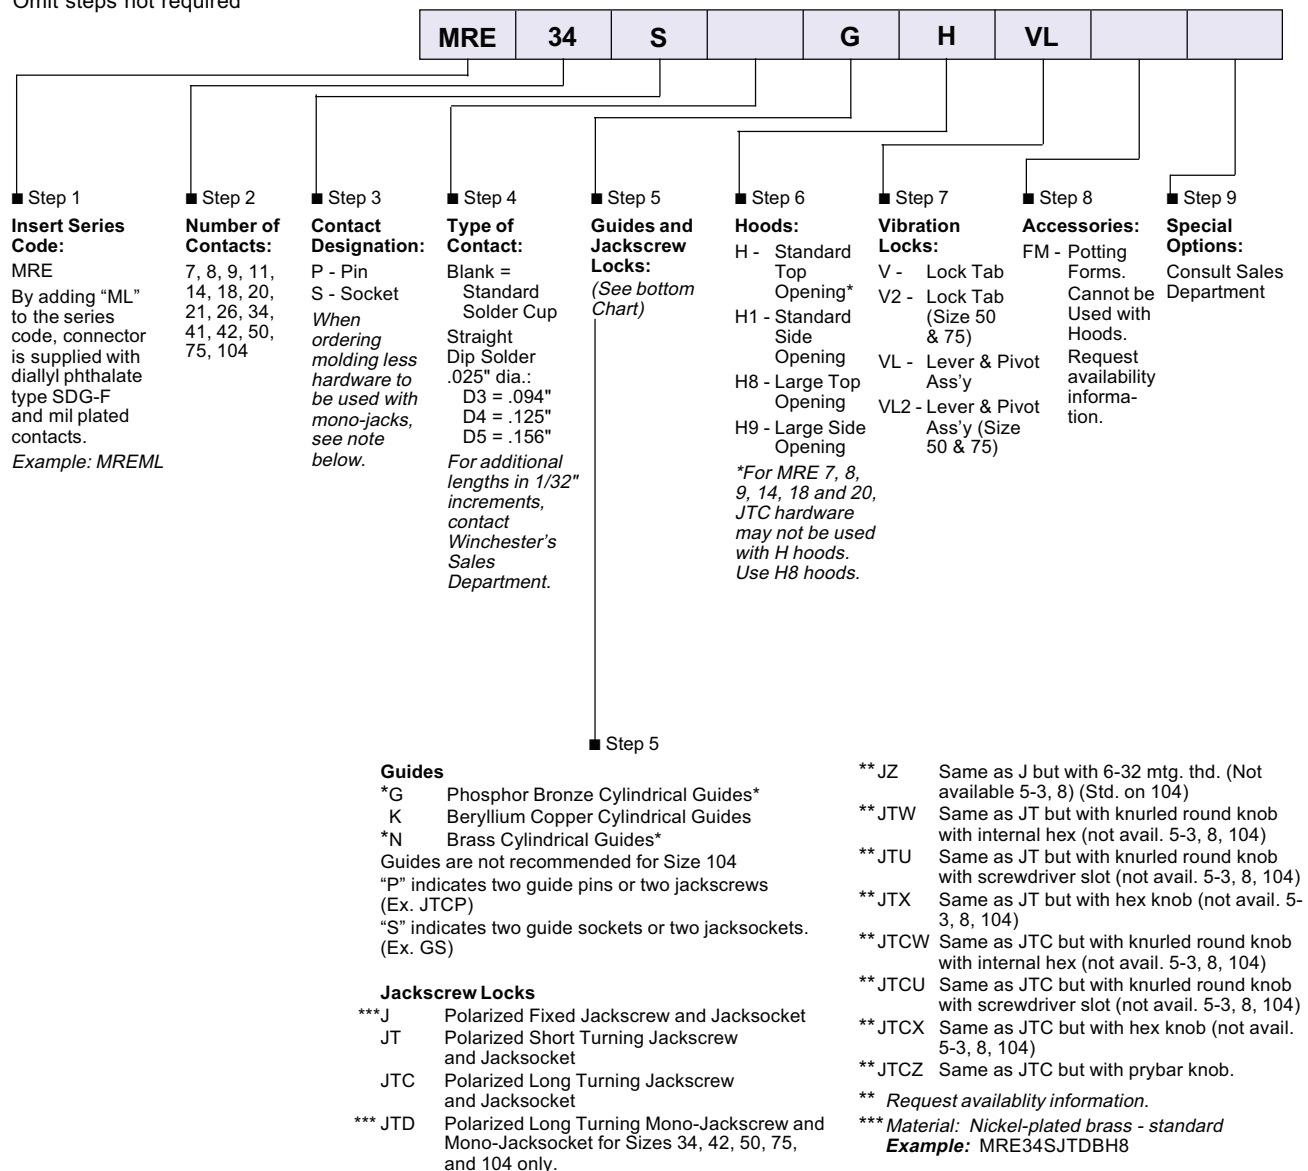 Omit steps not required
MRE 34 S G H VL
■ Step 1
Insert Series
Code:
MRE
By adding “ML”
to the series
code, connector
is supplied with
diallyl phthalate
type SDG-F
and mil plated
contacts.
Example: MREML
■ Step 2
Number of
Contacts:
7, 8, 9, 11,
14, 18, 20,
21, 26, 34,
41, 42, 50,
75, 104
■ Step 3
Contact
Designation:
P - Pin
S - Socket
When
ordering
molding less
hardware to
be used with
mono-jacks,
see note
below.
■ Step 4
Type of
Contact:
Blank =
Standard
Solder Cup
Straight
Dip Solder
.025" dia.:
D3 = .094"
D4 = .125"
D5 = .156"
For additional
lengths in 1/32"
increments,
contact
Winchester’s
Sales
Department.
■ Step 5
Guides and
Jackscrew
Locks:
(See bottom
Chart)
■ Step 6
Hoods:
H - Standard
Top
Opening*
H1 - Standard
Side
Opening
H8 - Large Top
Opening
H9 - Large Side
Opening
*For MRE 7, 8,
9, 14, 18 and 20,
JTC hardware
may not be used
with H hoods.
Use H8 hoods.
■ Step 7
Vibration
Locks:
V - Lock Tab
V2 - Lock Tab
(Size 50
& 75)
VL - Lever & Pivot
Ass’y
VL2 - Lever & Pivot
Ass’y (Size
50 & 75)
■ Step 8
Accessories:
FM - Potting
Forms.
Cannot be
Used with
Hoods.
Request
availability
informa-
tion.
■ Step 9
Special
Options:
Consult Sales
Department
■ Step 5
Guides
*G Phosphor Bronze Cylindrical Guides*
K Beryllium Copper Cylindrical Guides
*N Brass Cylindrical Guides*
Guides are not recommended for Size 104
“P” indicates two guide pins or two jackscrews
(Ex. JTCP)
“S” indicates two guide sockets or two jacksockets.
(Ex. GS)
Jackscrew Locks
***J Polarized Fixed Jackscrew and Jacksocket
JT Polarized Short Turning Jackscrew
and Jacksocket
JTC Polarized Long Turning Jackscrew
and Jacksocket
*** JTD Polarized Long Turning Mono-Jackscrew and
Mono-Jacksocket for Sizes 34, 42, 50, 75,
and 104 only.
** JZ Same as J but with 6-32 mtg. thd. (Not
available 5-3, 8) (Std. on 104)
** JTW Same as JT but with knurled round knob
with internal hex (not avail. 5-3, 8, 104)
** JTU Same as JT but with knurled round knob
with screwdriver slot (not avail. 5-3, 8, 104)
** JTX Same as JT but with hex knob (not avail. 5-
3, 8, 104)
** JTCW Same as JTC but with knurled round knob
with internal hex (not avail. 5-3, 8, 104)
** JTCU Same as JTC but with knurled round knob
with screwdriver slot (not avail. 5-3, 8, 104)
** JTCX Same as JTC but with hex knob (not avail.
5-3, 8, 104)
** JTCZ Same as JTC but with prybar knob.
** Request availablity information.
*** Material: Nickel-plated brass - standard
Example: MRE34SJTDBH8